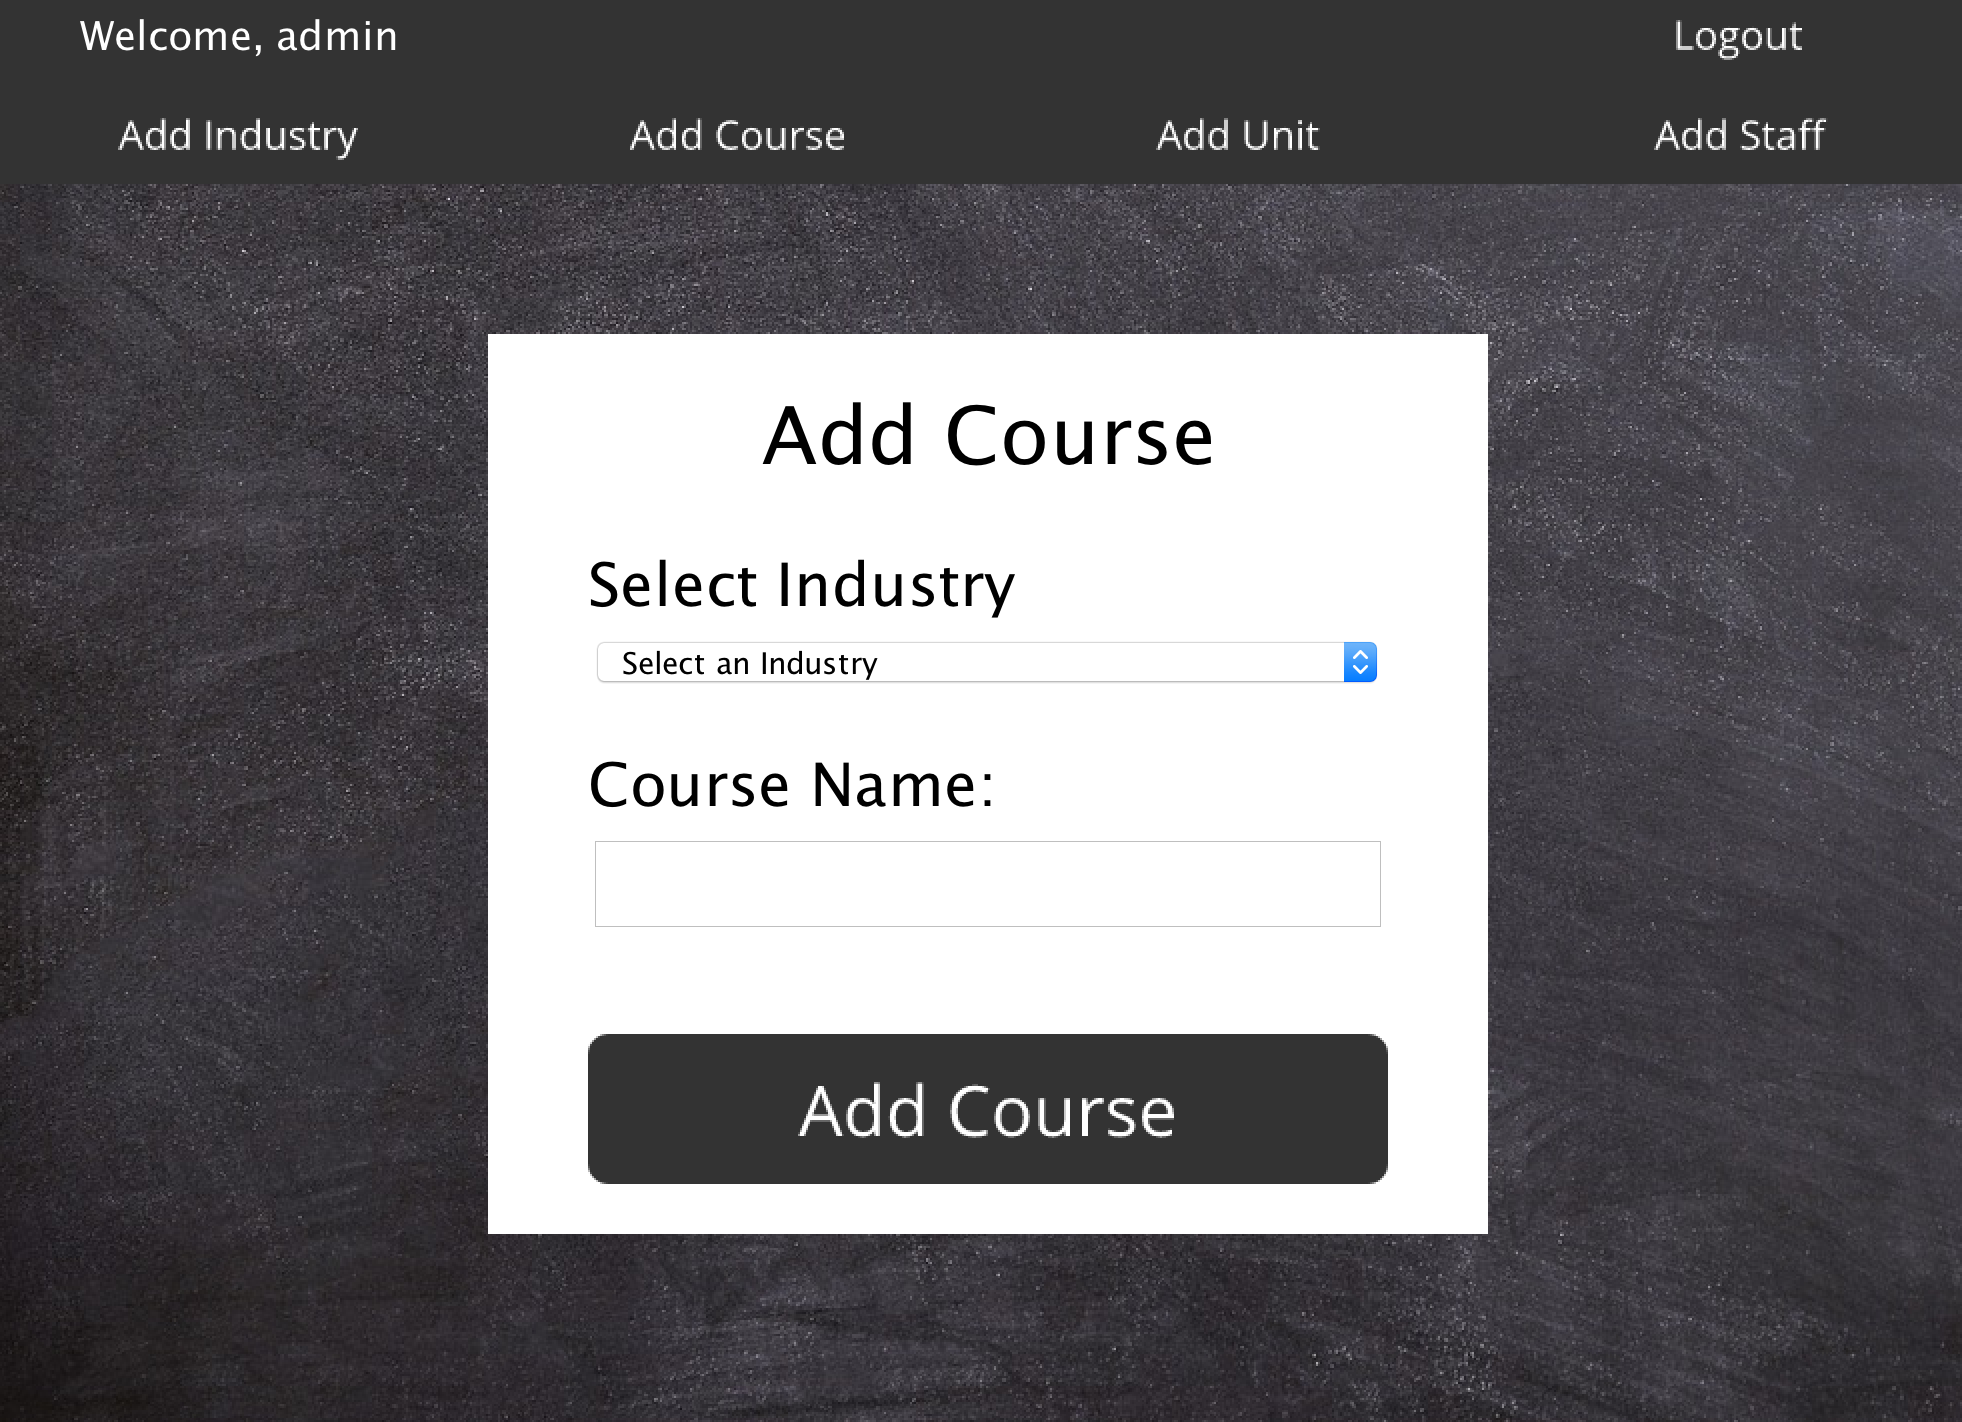 Welcome, admin Logout
Add Industry Add Course Add Unit Add Staff
Add Course
Select Industry
Select an Industry
Course Name:
Add Course